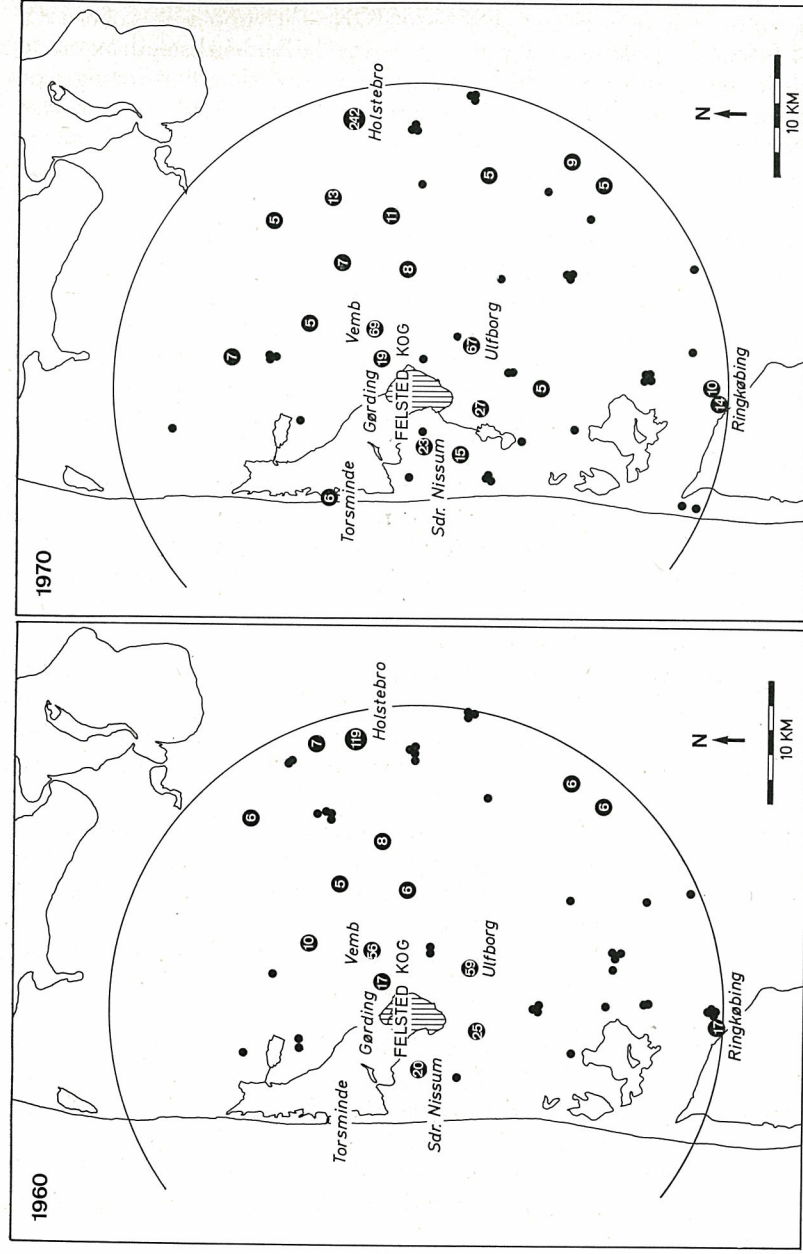 1960
6
10
7
5
Torsminde
119
Vemb
56
Gørding
Holstebro
17
8
FELSTED KOG
6
20
Sdr. Nissum
59
25
Ulfborg
6
6
N
17
Ringkøbing
10 KM
1970
7
5
5
6
13
7
Torsminde
242
Vemb
69
Gørding
Holstebro
19
11
FELSTED KOG
8
23
Sdr. Nissum
15
67
27
5
Ulfborg
5
9
5
N
10
14
Ringkøbing
10 KM